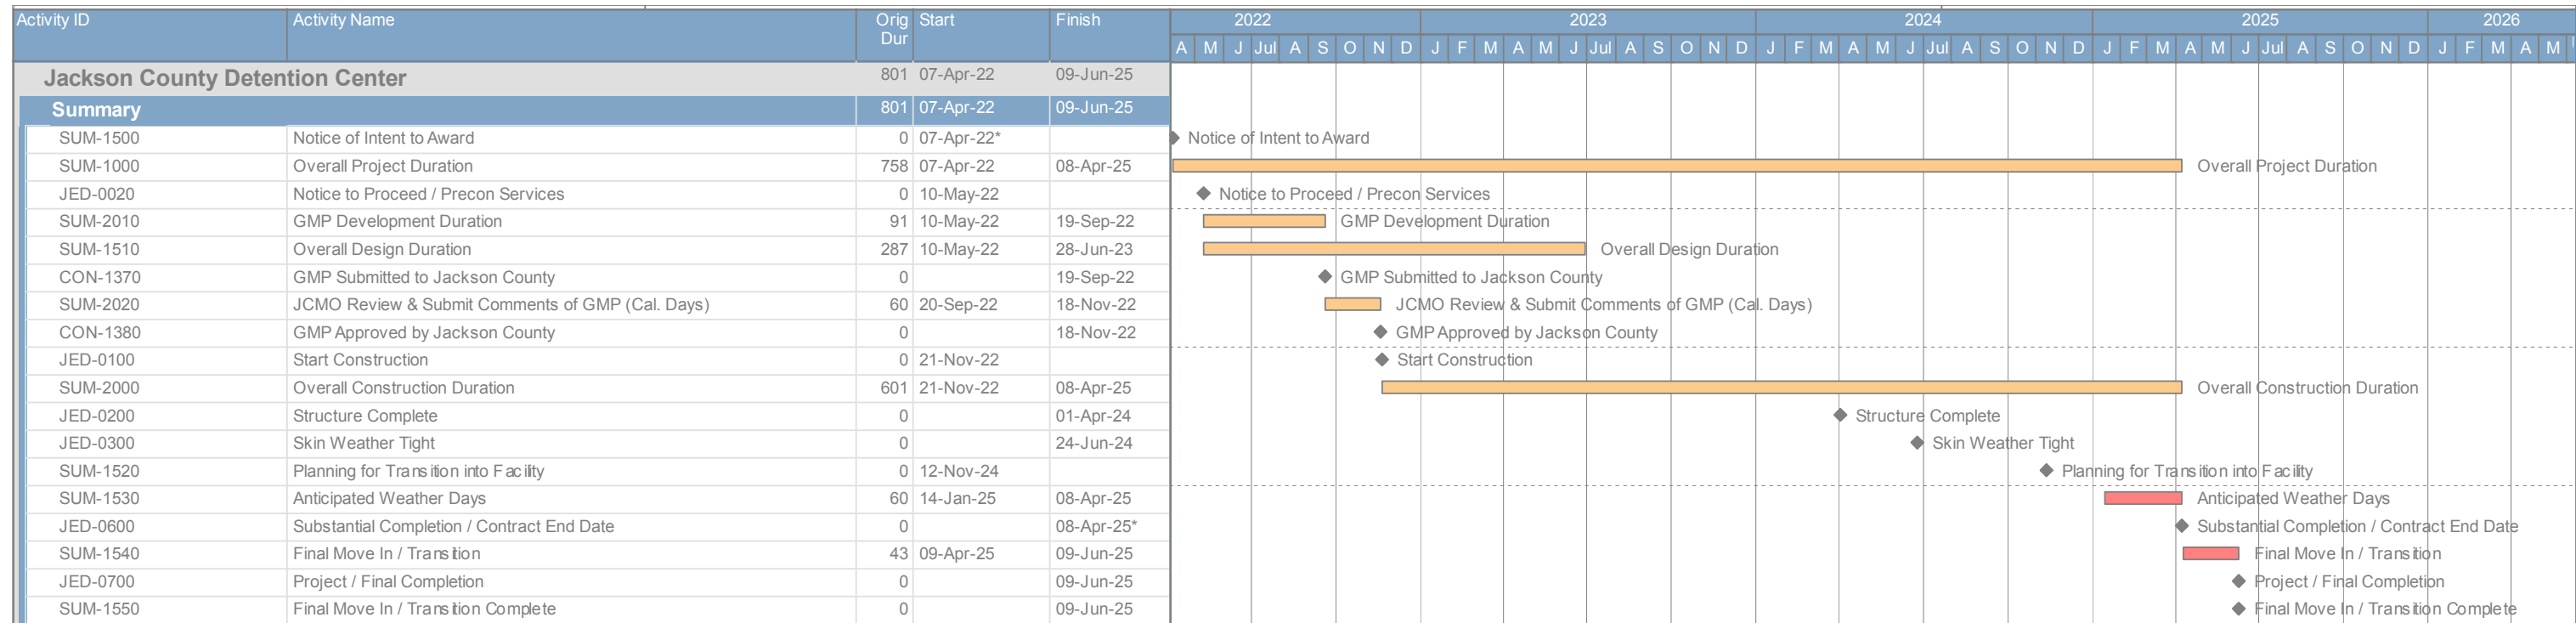 Activity ID Activity Name Orig Dur Start Finish 2022 2023 2024 2025 2026
A M J Jul A S O N D J F M A M J Jul A S O N D J F M A M J Jul A S O N D J F M A M J Jul A S O N D J F M A M
Jackson County Detention Center 801 07-Apr-22 09-Jun-25
Summary 801 07-Apr-22 09-Jun-25
SUM-1500 Notice of Intent to Award 0 07-Apr-22* Notice of Intent to Award
SUM-1000 Overall Project Duration 758 07-Apr-22 08-Apr-25 Overall Project Duration
JED-0020 Notice to Proceed / Precon Services 0 10-May-22 Notice to Proceed / Precon Services
SUM-2010 GMP Development Duration 91 10-May-22 19-Sep-22 GMP Development Duration
SUM-1510 Overall Design Duration 287 10-May-22 28-Jun-23 Overall Design Duration
CON-1370 GMP Submitted to Jackson County 0 19-Sep-22 GMP Submitted to Jackson County
SUM-2020 JCMO Review & Submit Comments of GMP (Cal. Days) 60 20-Sep-22 18-Nov-22 JCMO Review & Submit Comments of GMP (Cal. Days)
CON-1380 GMP Approved by Jackson County 0 18-Nov-22 GMP Approved by Jackson County
JED-0100 Start Construction 0 21-Nov-22 Start Construction
SUM-2000 Overall Construction Duration 601 21-Nov-22 08-Apr-25 Overall Construction Duration
JED-0200 Structure Complete 0 01-Apr-24 Structure Complete
JED-0300 Skin Weather Tight 0 24-Jun-24 Skin Weather Tight
SUM-1520 Planning for Transition into Facility 0 12-Nov-24 Planning for Transition into Facility
SUM-1530 Anticipated Weather Days 60 14-Jan-25 08-Apr-25 Anticipated Weather Days
JED-0600 Substantial Completion / Contract End Date 0 08-Apr-25* Substantial Completion / Contract End Date
SUM-1540 Final Move In / Transition 43 09-Apr-25 09-Jun-25 Final Move In / Transition
JED-0700 Project / Final Completion 0 09-Jun-25 Project / Final Completion
SUM-1550 Final Move In / Transition Complete 0 09-Jun-25 Final Move In / Transition Complete